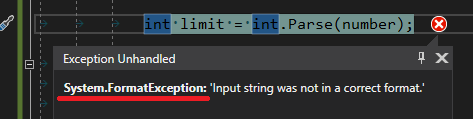 int limit = int.Parse(number);
Exception Unhandled
System.FormatException: 'Input string was not in a correct format.'